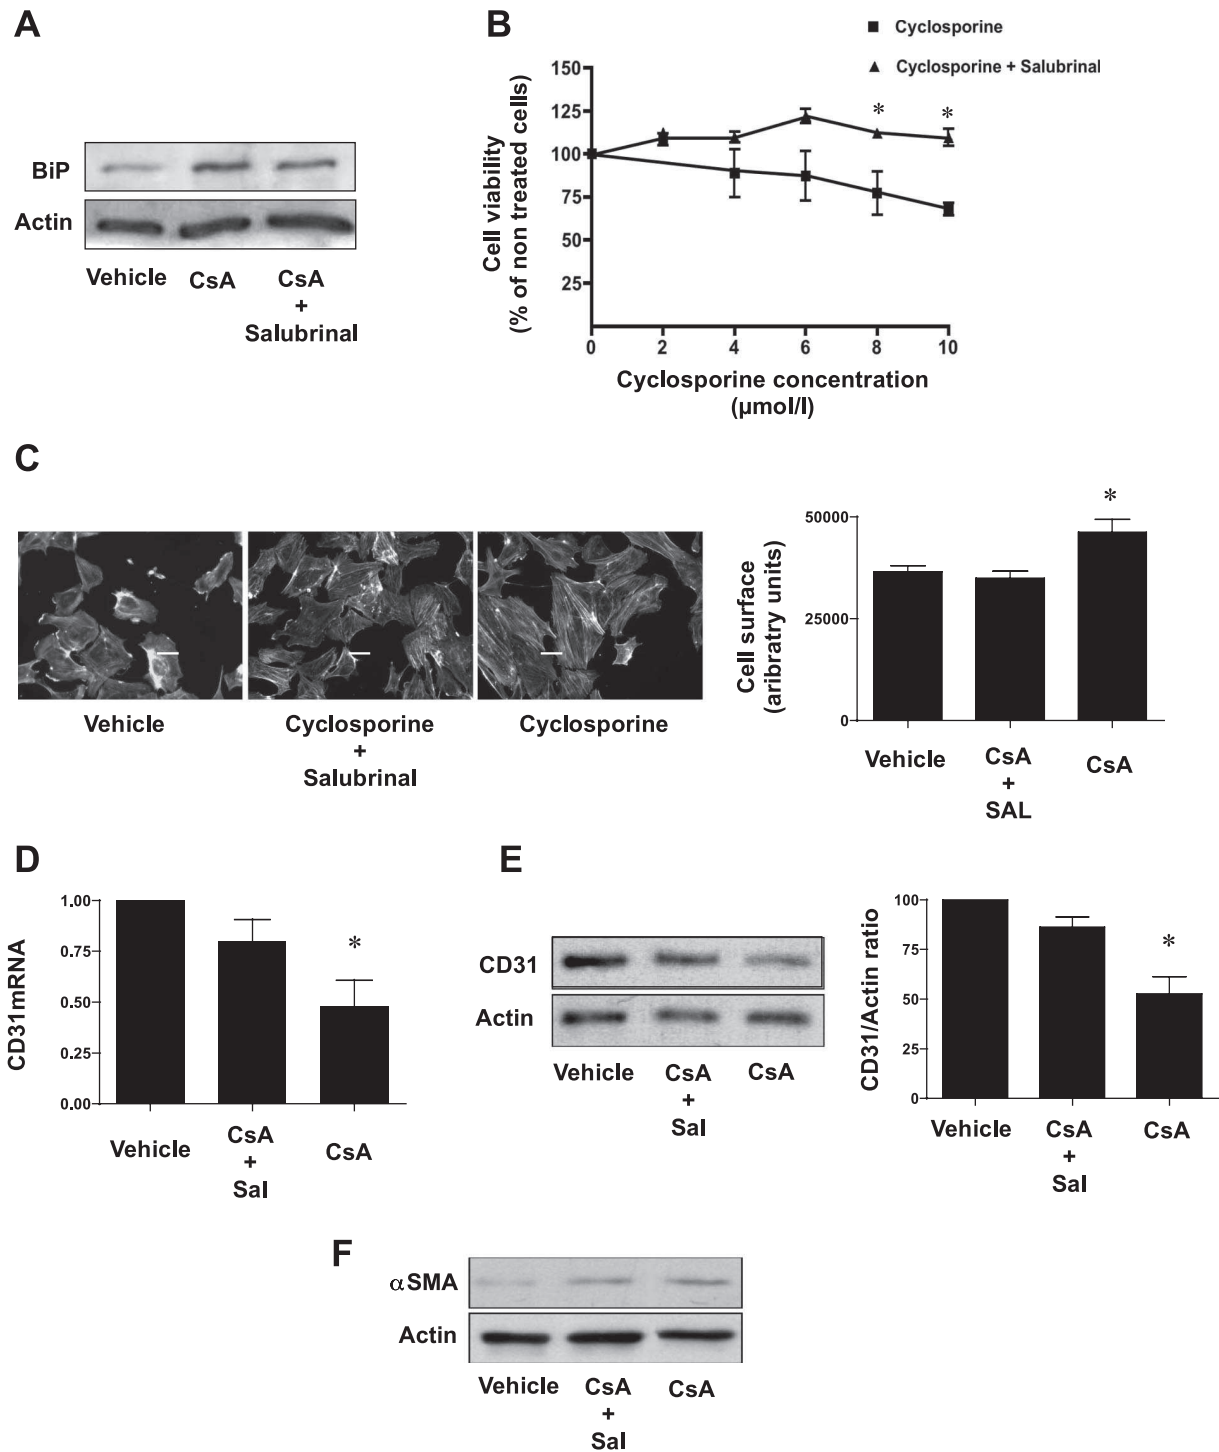 A
BiP
Actin
Vehicle
CsA
CsA
+
Salubrinal
B
Cyclosporine
Cyclosporine + Salubrinal
Cell viability
(% of non treated cells)
150
125
100
75
50
25
* *
0 2 4 6 8 10
Cyclosporine concentration
(µmol/l)
C
Vehicle
Cyclosporine
+
Salubrinal
Cyclosporine
Cell surface
(aribratry units)
50000
25000
0
*
Vehicle
CsA
+
SAL
CsA
D
CD31mRNA
1.00
0.75
0.50
0.25
0.00
*
Vehicle
CsA
+
Sal
CsA
E
CD31
Actin
Vehicle
CsA
+
Sal
CsA
CD31/Actin ratio
100
75
50
25
0
*
Vehicle
CsA
+
Sal
CsA
F
αSMA
Actin
Vehicle
CsA
+
Sal
CsA